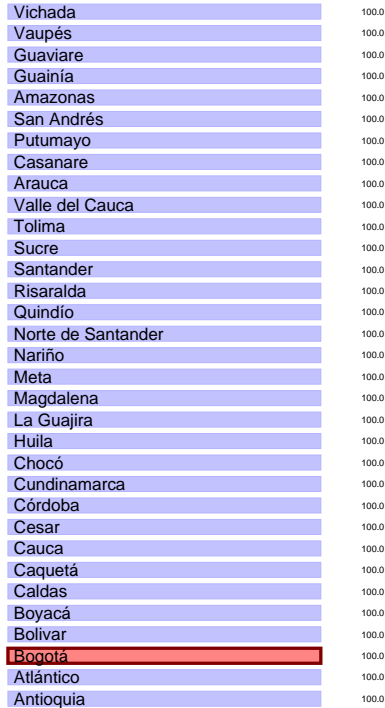 Vichada 100.0
Vaupés 100.0
Guaviare 100.0
Guainía 100.0
Amazonas 100.0
San Andrés 100.0
Putumayo 100.0
Casanare 100.0
Arauca 100.0
Valle del Cauca 100.0
Tolima 100.0
Sucre 100.0
Santander 100.0
Risaralda 100.0
Quindío 100.0
Norte de Santander 100.0
Nariño 100.0
Meta 100.0
Magdalena 100.0
La Guajira 100.0
Huila 100.0
Chocó 100.0
Cundinamarca 100.0
Córdoba 100.0
Cesar 100.0
Cauca 100.0
Caquetá 100.0
Caldas 100.0
Boyacá 100.0
Bolivar 100.0
Bogotá 100.0
Atlántico 100.0
Antioquia 100.0